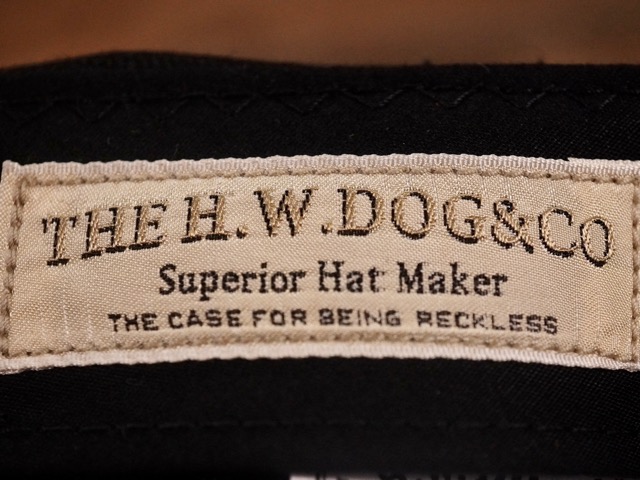 THE H.W.DOG&CO
Superior Hat Maker
THE CASE FOR BEING RECKLESS